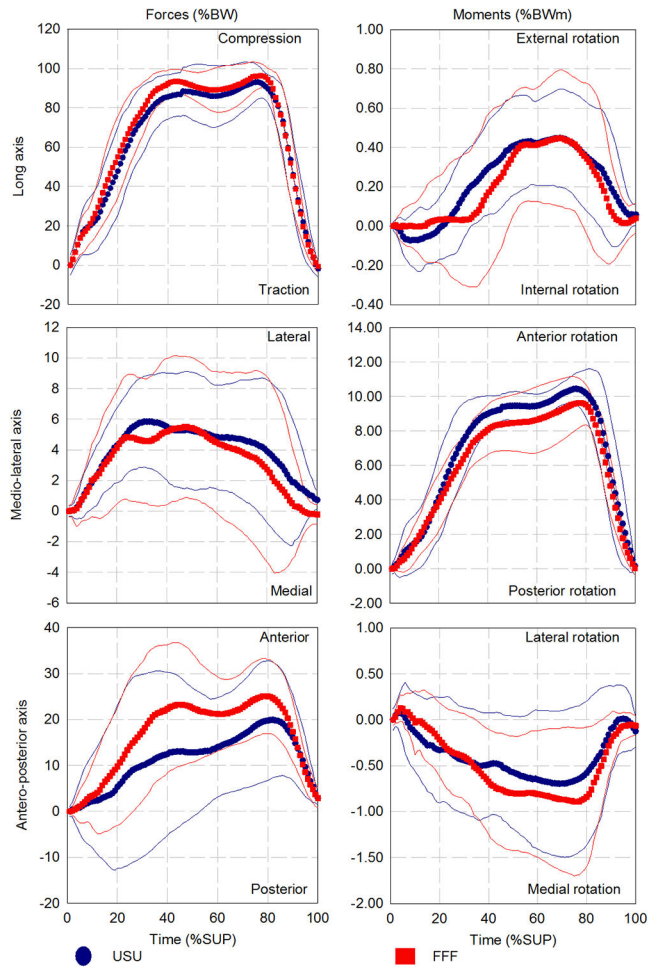 Forces (%BW)
Moments (%BWm)
Compression
120
100
80
60
40
20
0
-20
Long axis
Traction
External rotation
1.00
0.80
0.60
0.40
0.20
0.00
-0.20
-0.40
Internal rotation
Lateral
12
10
8
6
4
2
0
-2
-4
-6
Medio-lateral axis
Medial
Anterior rotation
14.00
12.00
10.00
8.00
6.00
4.00
2.00
0.00
-2.00
Posterior rotation
Anterior
40
30
20
10
0
-10
-20
Antero-posterior axis
Posterior
0 20 40 60 80 100
Time (%SUP)
Lateral rotation
1.00
0.50
0.00
-0.50
-1.00
-1.50
-2.00
Medial rotation
0 20 40 60 80 100
Time (%SUP)
USU
FFF